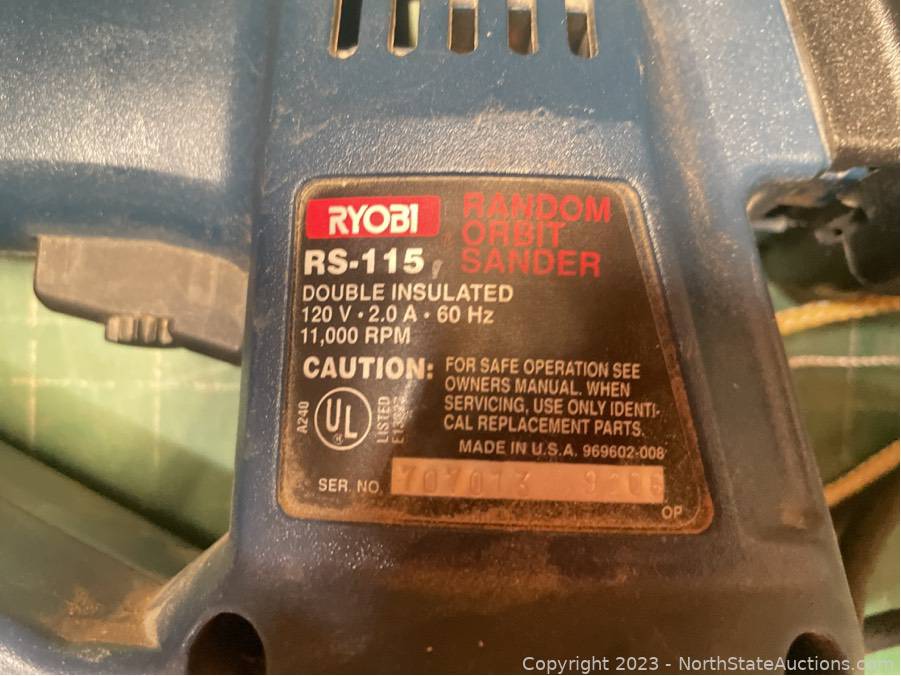 RYOBI
RANDOM
ORBIT
SANDER
RS-115
DOUBLE INSULATED
120 V • 2.0 A • 60 Hz
11,000 RPM
CAUTION: FOR SAFE OPERATION SEE
OWNERS MANUAL. WHEN
SERVICING, USE ONLY IDENTI-
CAL REPLACEMENT PARTS.
A240
UL
LISTED
MADE IN U.S.A. 969602-008
SER. NO. 707013
OP
Copyright © 2023 - NorthStateAuctions.com